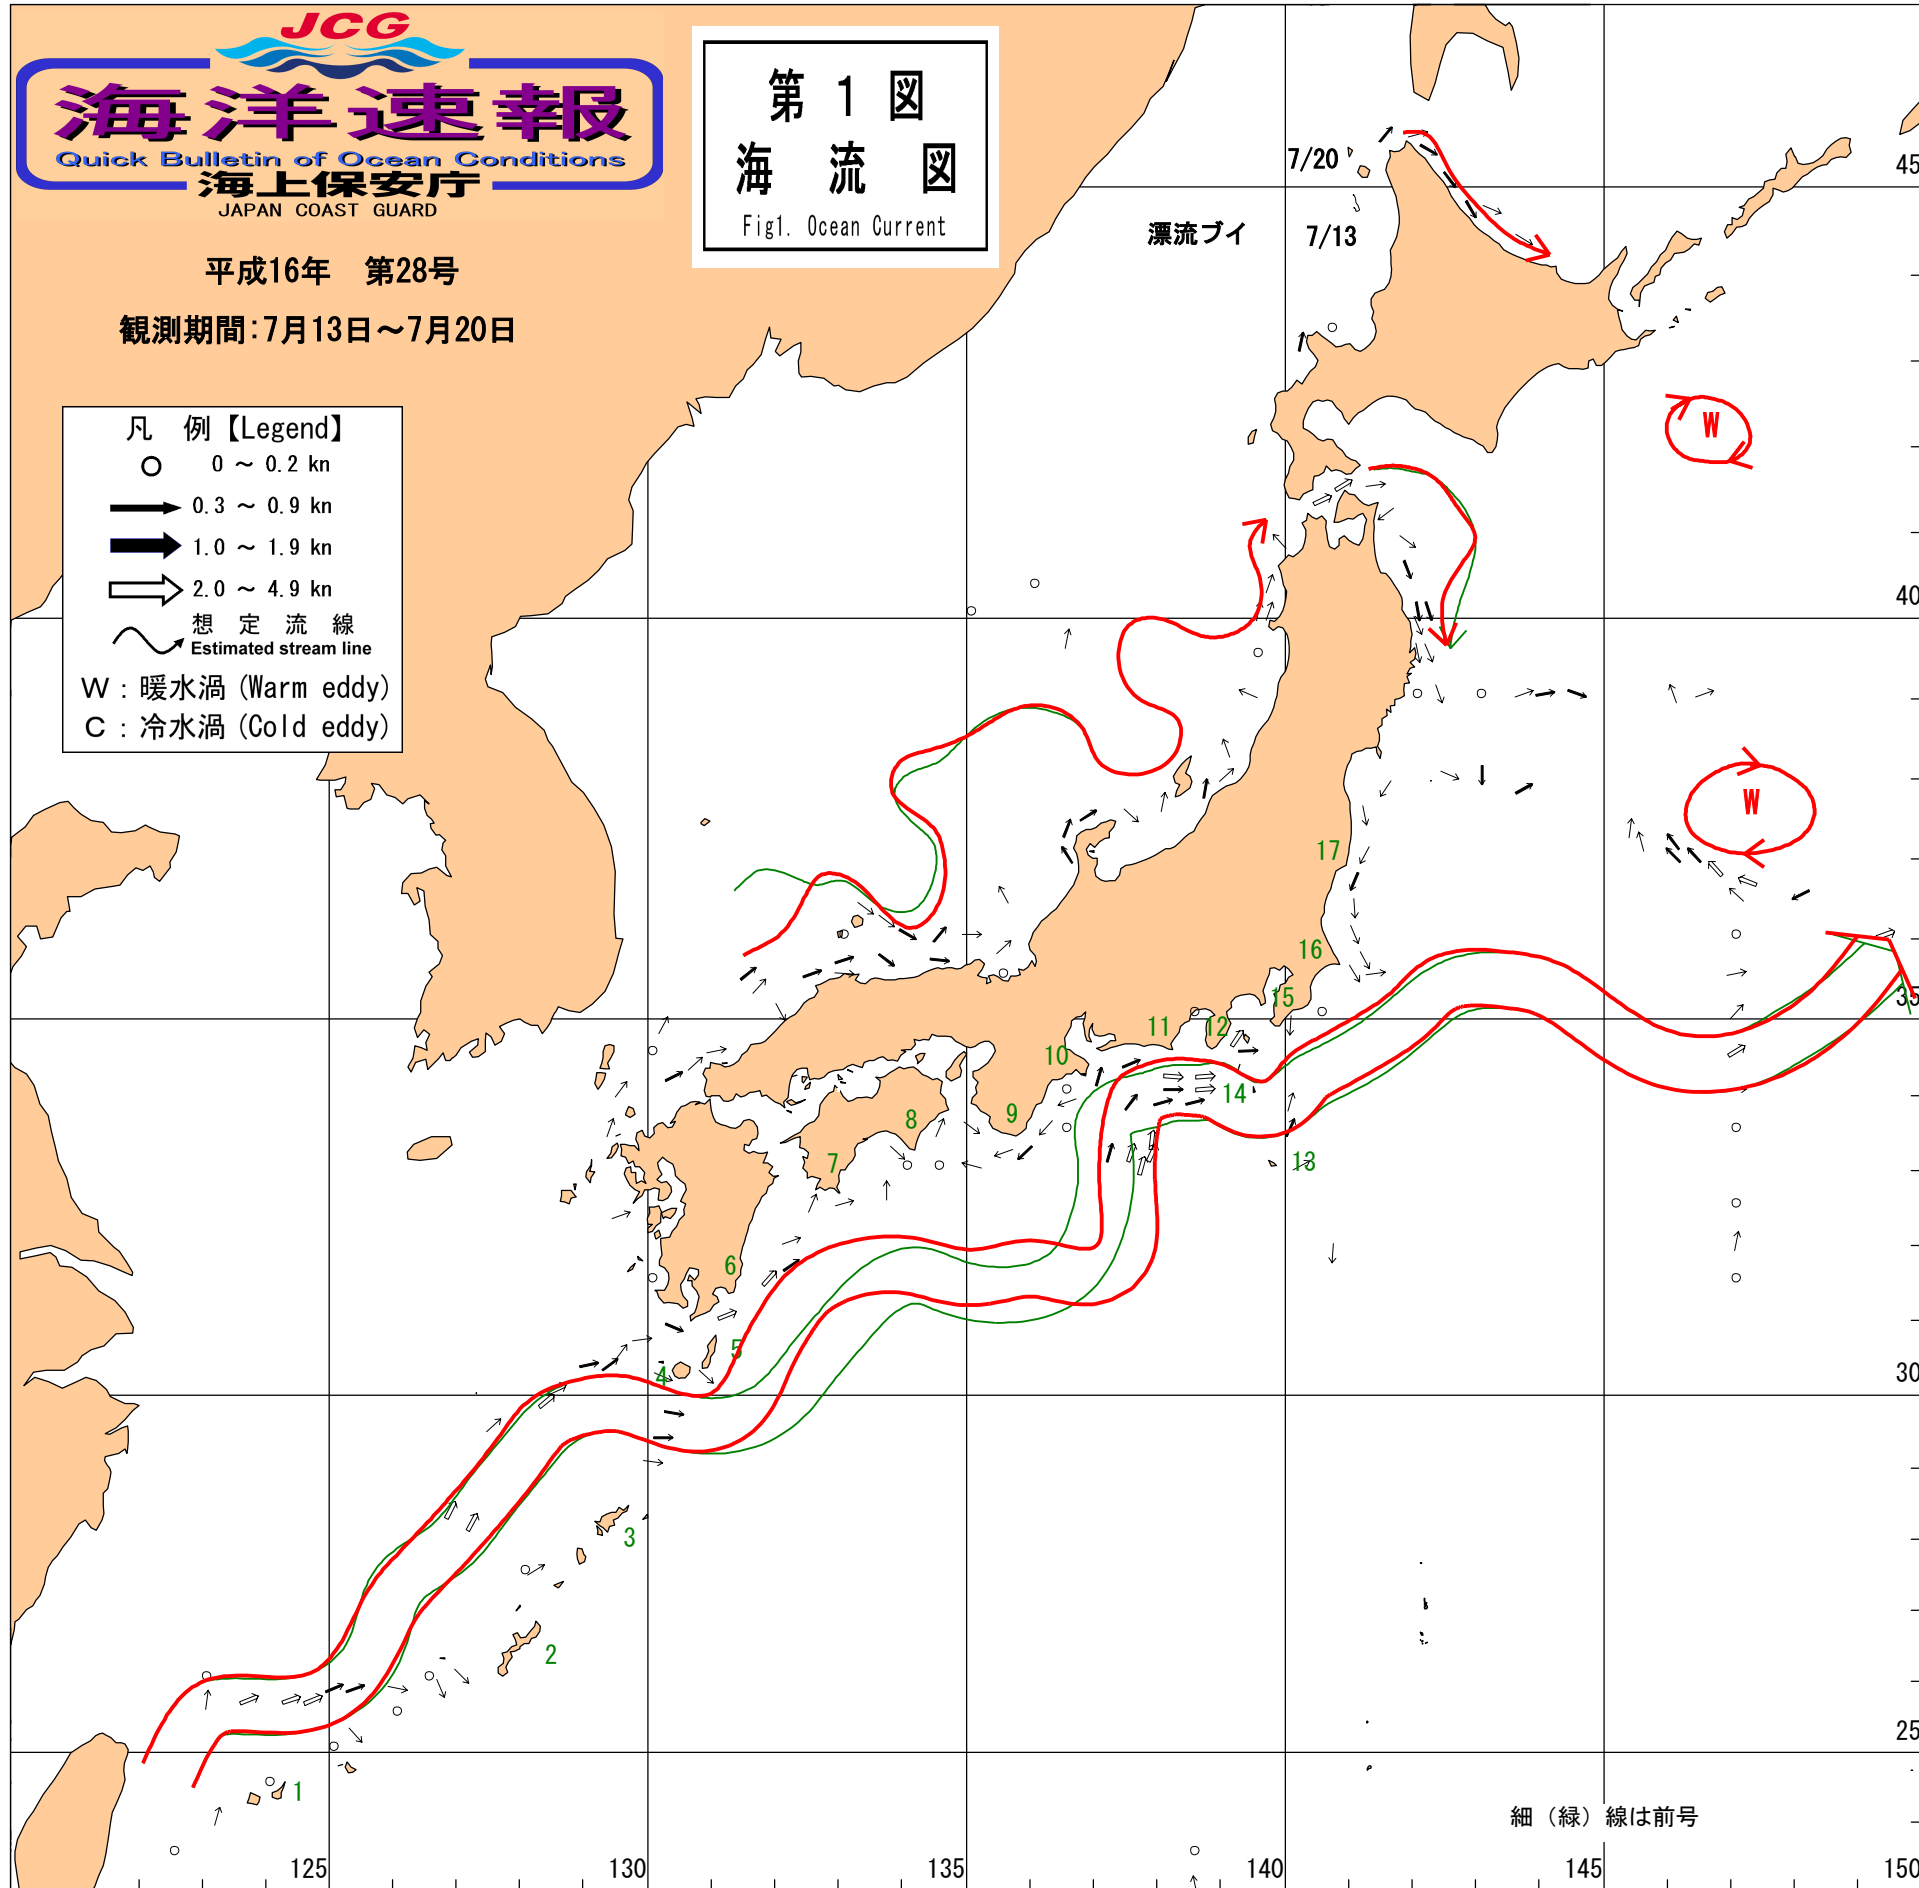 JCG
海洋速報
Quick Bulletin of Ocean Conditions
海上保安庁
JAPAN COAST GUARD
平成16年 第28号
観測期間:7月13日～7月20日
第 1 図
海 流 図
Fig1. Ocean Current
凡 例【Legend】
0 ～ 0.2 kn
0.3 ～ 0.9 kn
1.0 ～ 1.9 kn
2.0 ～ 4.9 kn
想 定 流 線
Estimated stream line
W : 暖水渦 (Warm eddy)
C : 冷水渦 (Cold eddy)
7/20
漂流ブイ 7/13
45
W
40
W
17
16
15
35
11
12
10
14
9
8
7
13
6
5
4
30
3
2
25
1
細（緑）線は前号
125
130
135
140
145
150